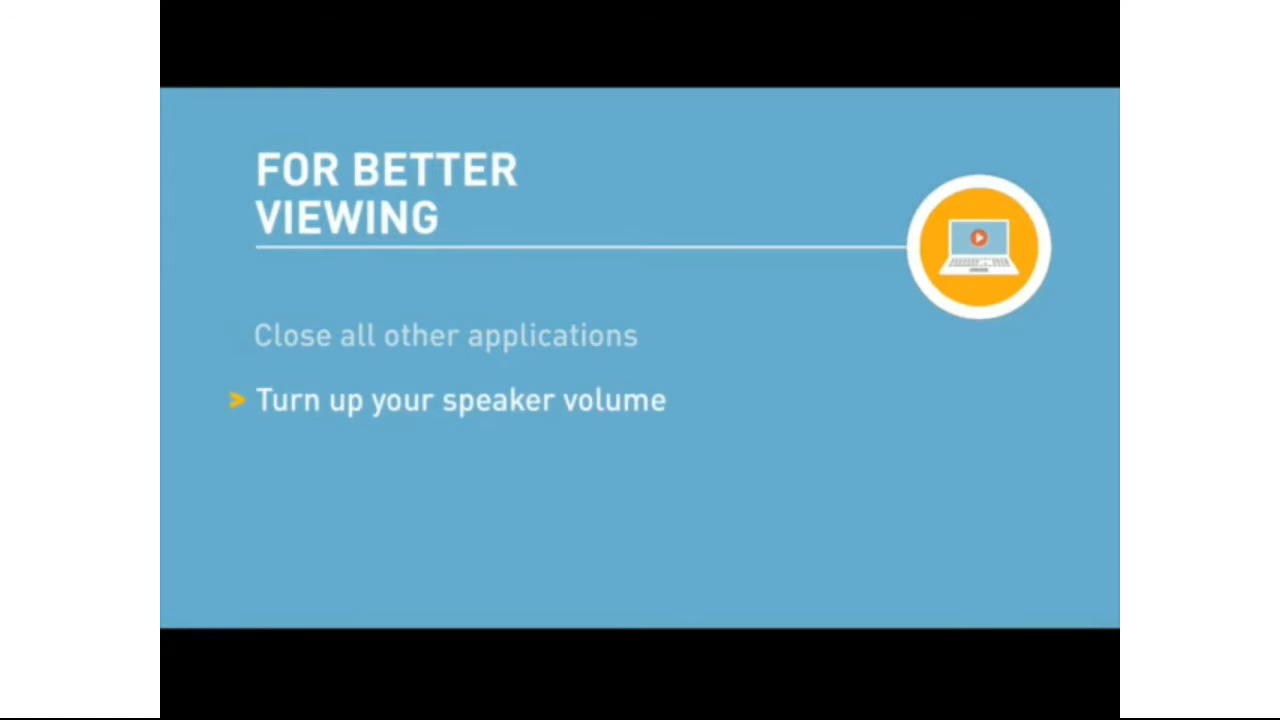 FOR BETTER
VIEWING
Close all other applications
> Turn up your speaker volume